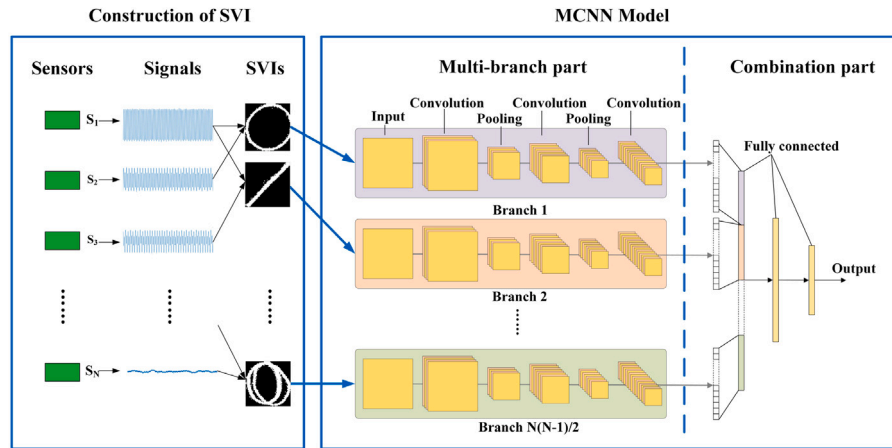 Construction of SVI
MCNN Model
Sensors
Signals
SVIs
Multi-branch part
Combination part
Input
Convolution
Pooling
Convolution
Pooling
Convolution
S1
S2
S3
SN
Branch 1
Branch 2
Branch N(N-1)/2
Fully connected
Output